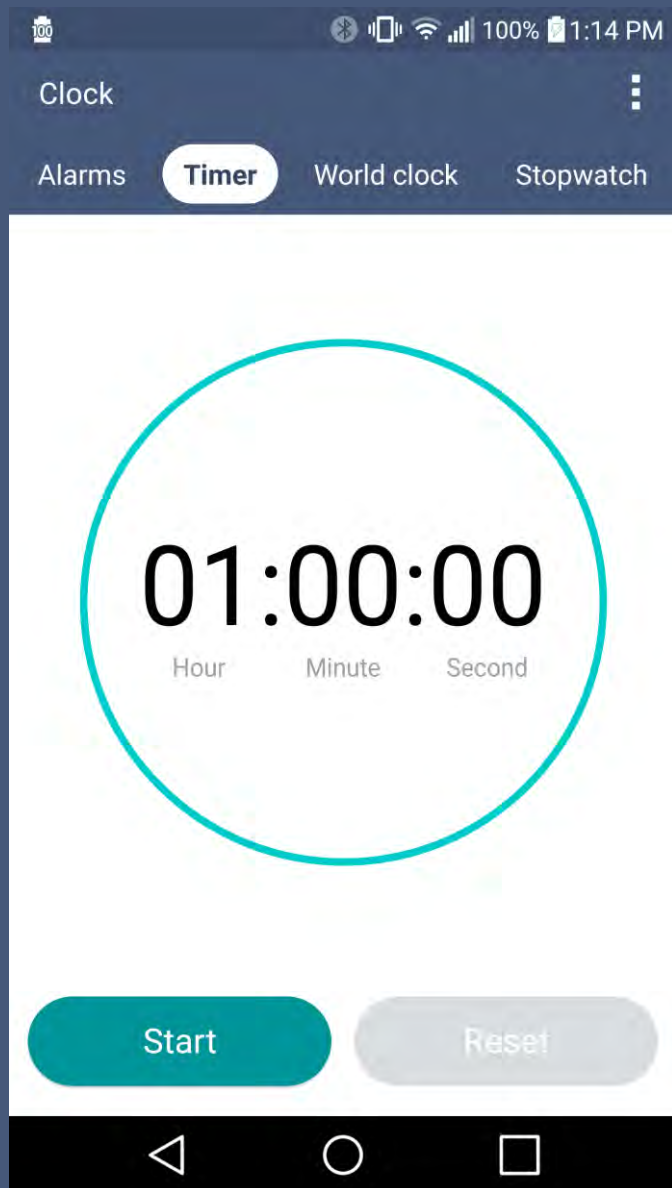 100 100% 1:14 PM
Clock
Alarms Timer World clock Stopwatch
01:00:00
Hour Minute Second
Start Reset